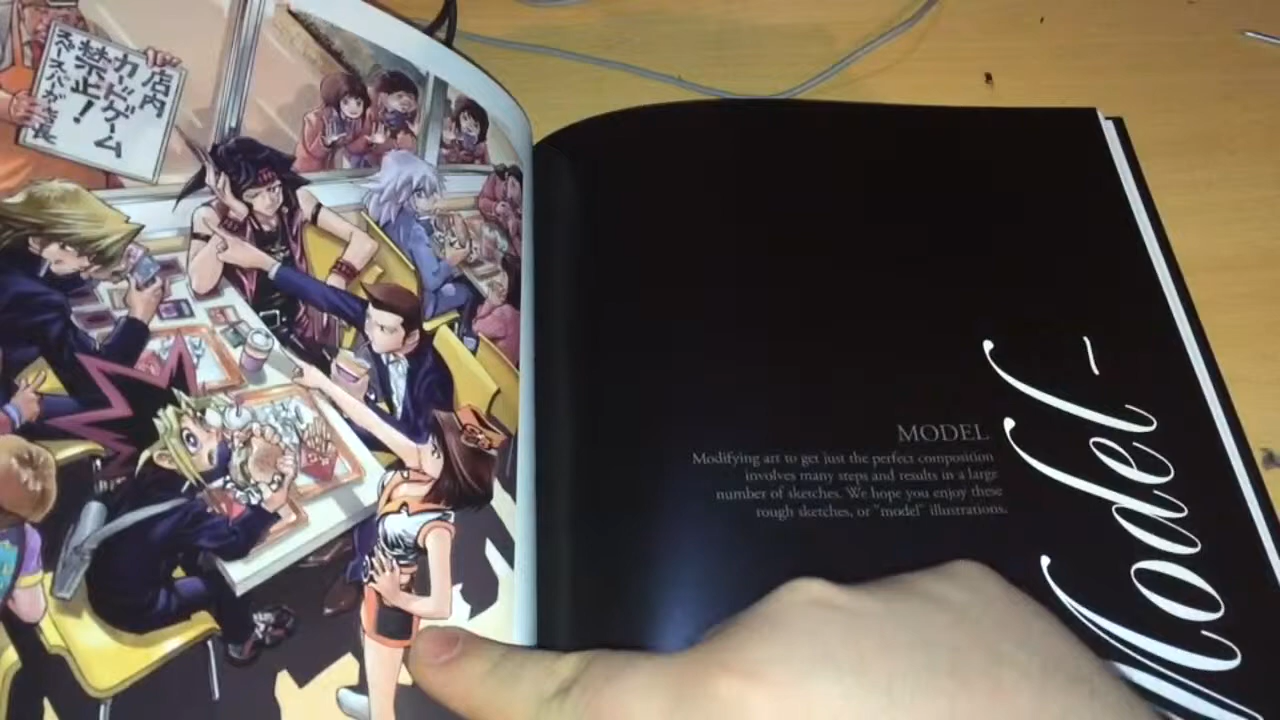 店内
カードゲーム
禁止！
スペースバーガー店長
MODEL
Modifying art to get just the perfect composition
involves many steps and results in a large
number of sketches. We hope you enjoy these
rough sketches, or "model" illustrations.
Model-